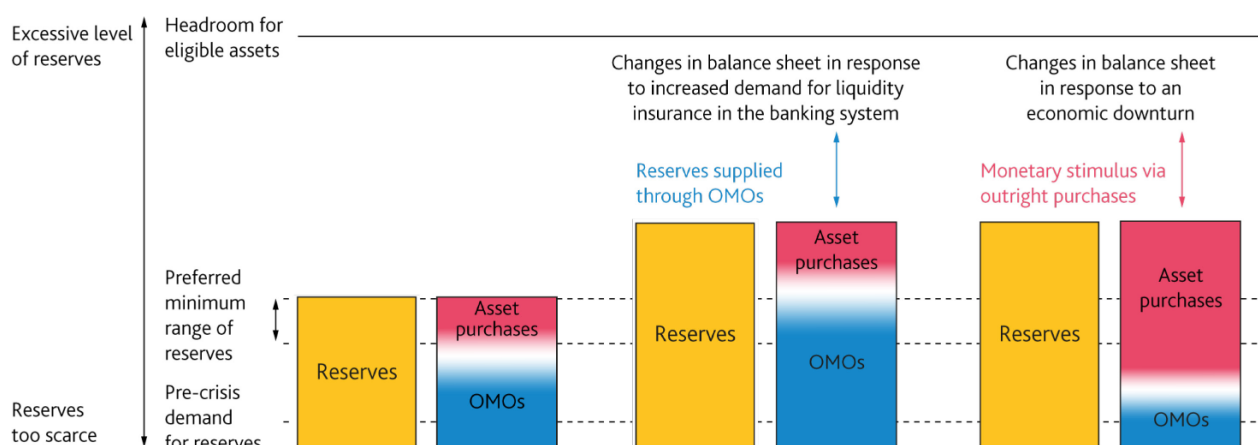 Excessive level
of reserves
Headroom for
eligible assets
Changes in balance sheet in response
to increased demand for liquidity
insurance in the banking system
Changes in balance sheet
in response to an
economic downturn
Reserves supplied
through OMOs
Monetary stimulus via
outright purchases
Preferred
minimum
range of
reserves
Pre-crisis
demand
for reserves
Reserves
too scarce
Reserves
Asset
purchases
OMOs
Reserves
Asset
purchases
OMOs
Reserves
Asset
purchases
OMOs